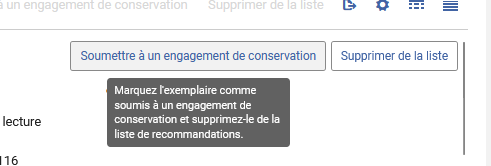 à un engagement de conservation Supprimer de la liste
Soumettre à un engagement de conservation Supprimer de la liste
Marquez l'exemplaire comme
soumis à un engagement de
conservation et supprimez-le de la
liste de recommandations.
lecture
116